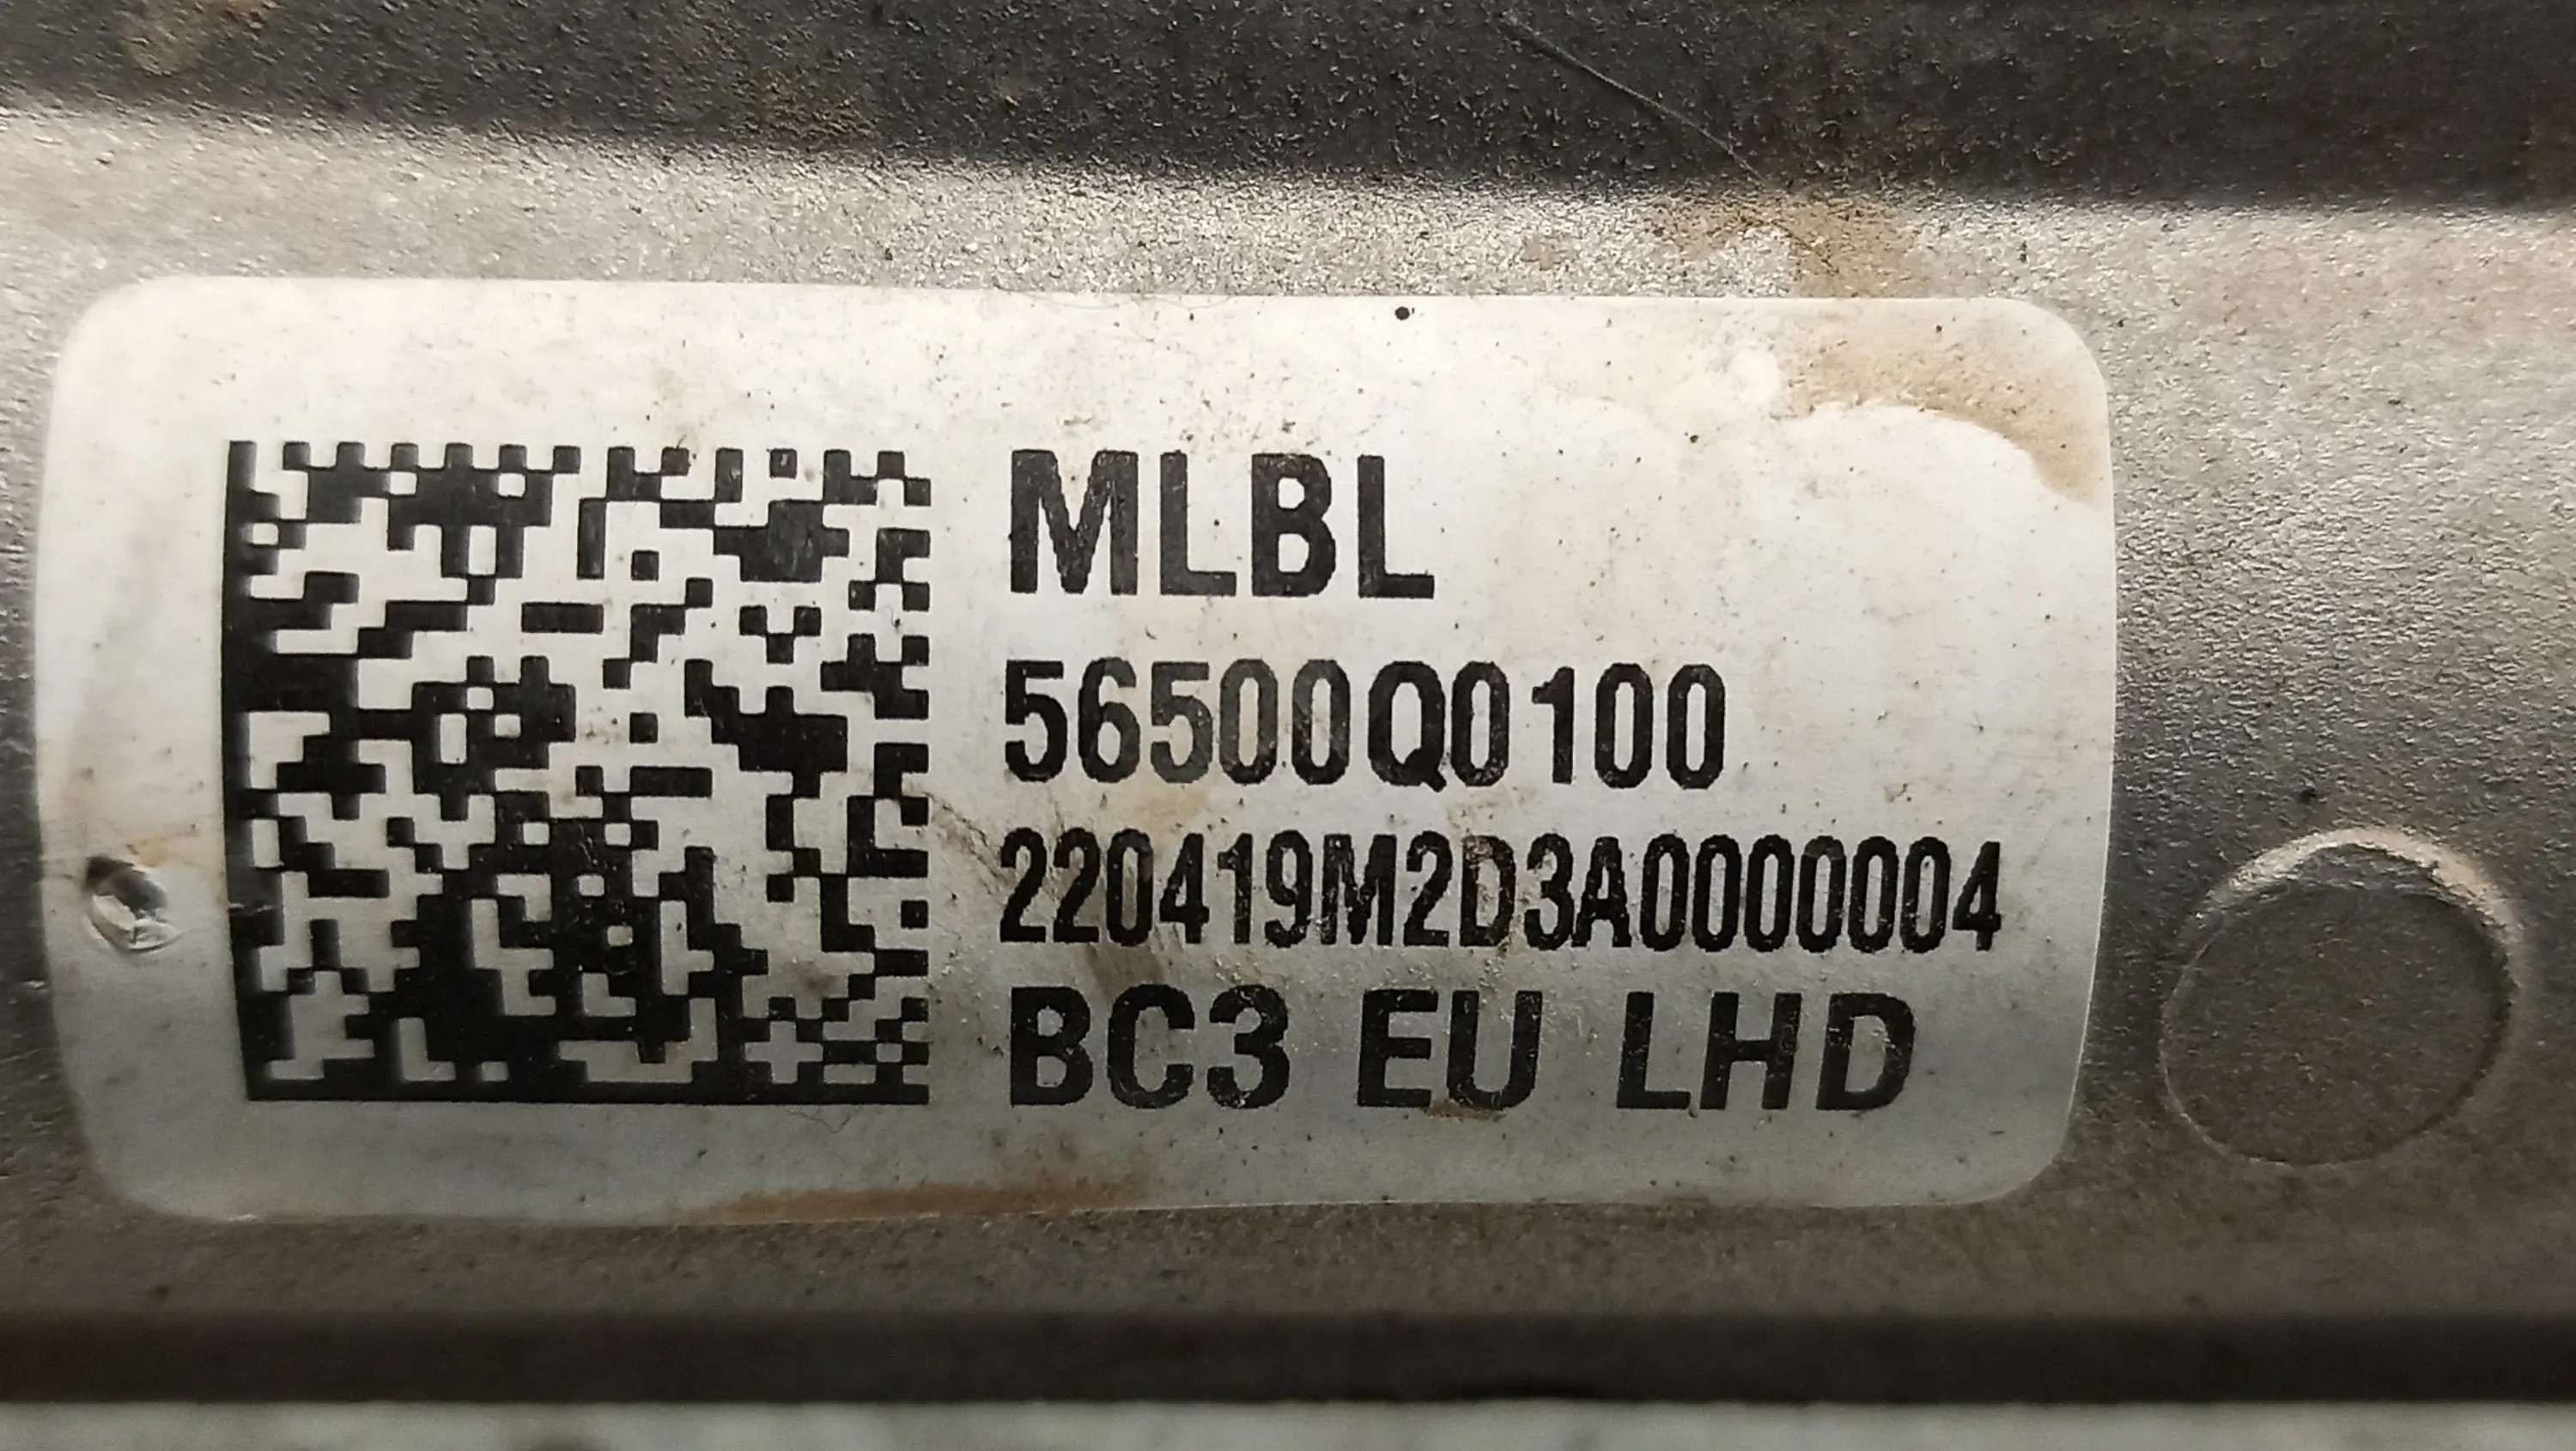 MLBL
56500Q0100
220419M2D3A0000004
BC3 EU LHD